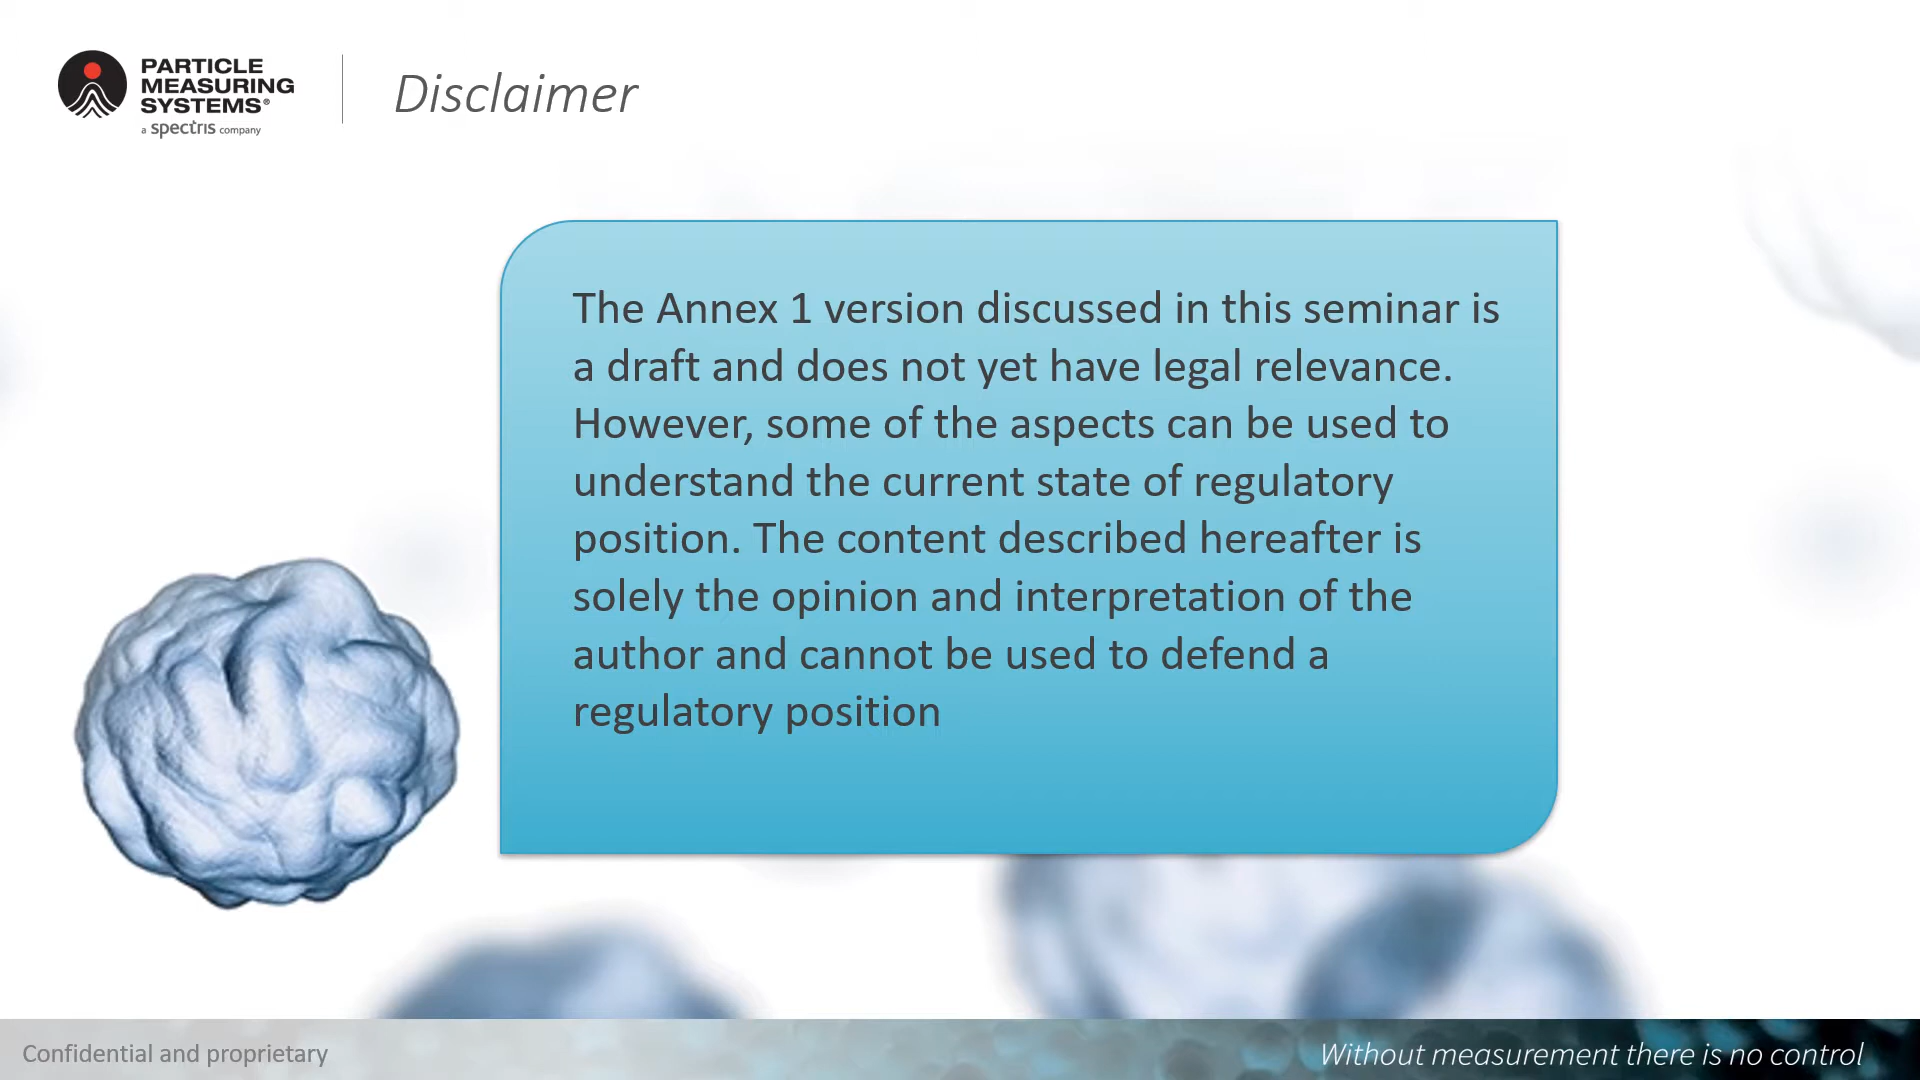 PARTICLE
MEASURING
SYSTEMS®
a spectris company
Disclaimer
The Annex 1 version discussed in this seminar is
a draft and does not yet have legal relevance.
However, some of the aspects can be used to
understand the current state of regulatory
position. The content described hereafter is
solely the opinion and interpretation of the
author and cannot be used to defend a
regulatory position
Confidential and proprietary
Without measurement there is no control